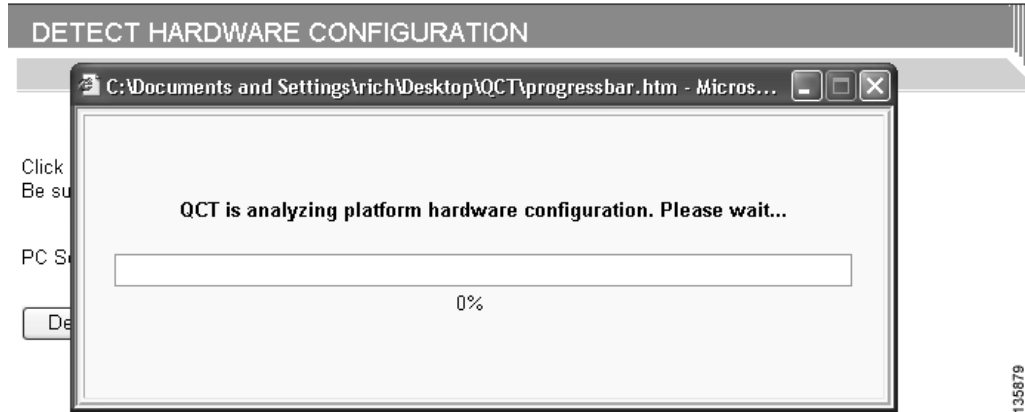 DETECT HARDWARE CONFIGURATION
C:\Documents and Settings\rich\Desktop\QCT\progressbar.htm - Micros...
Click
Be su
QCT is analyzing platform hardware configuration. Please wait...
PC S
0%
De
135879